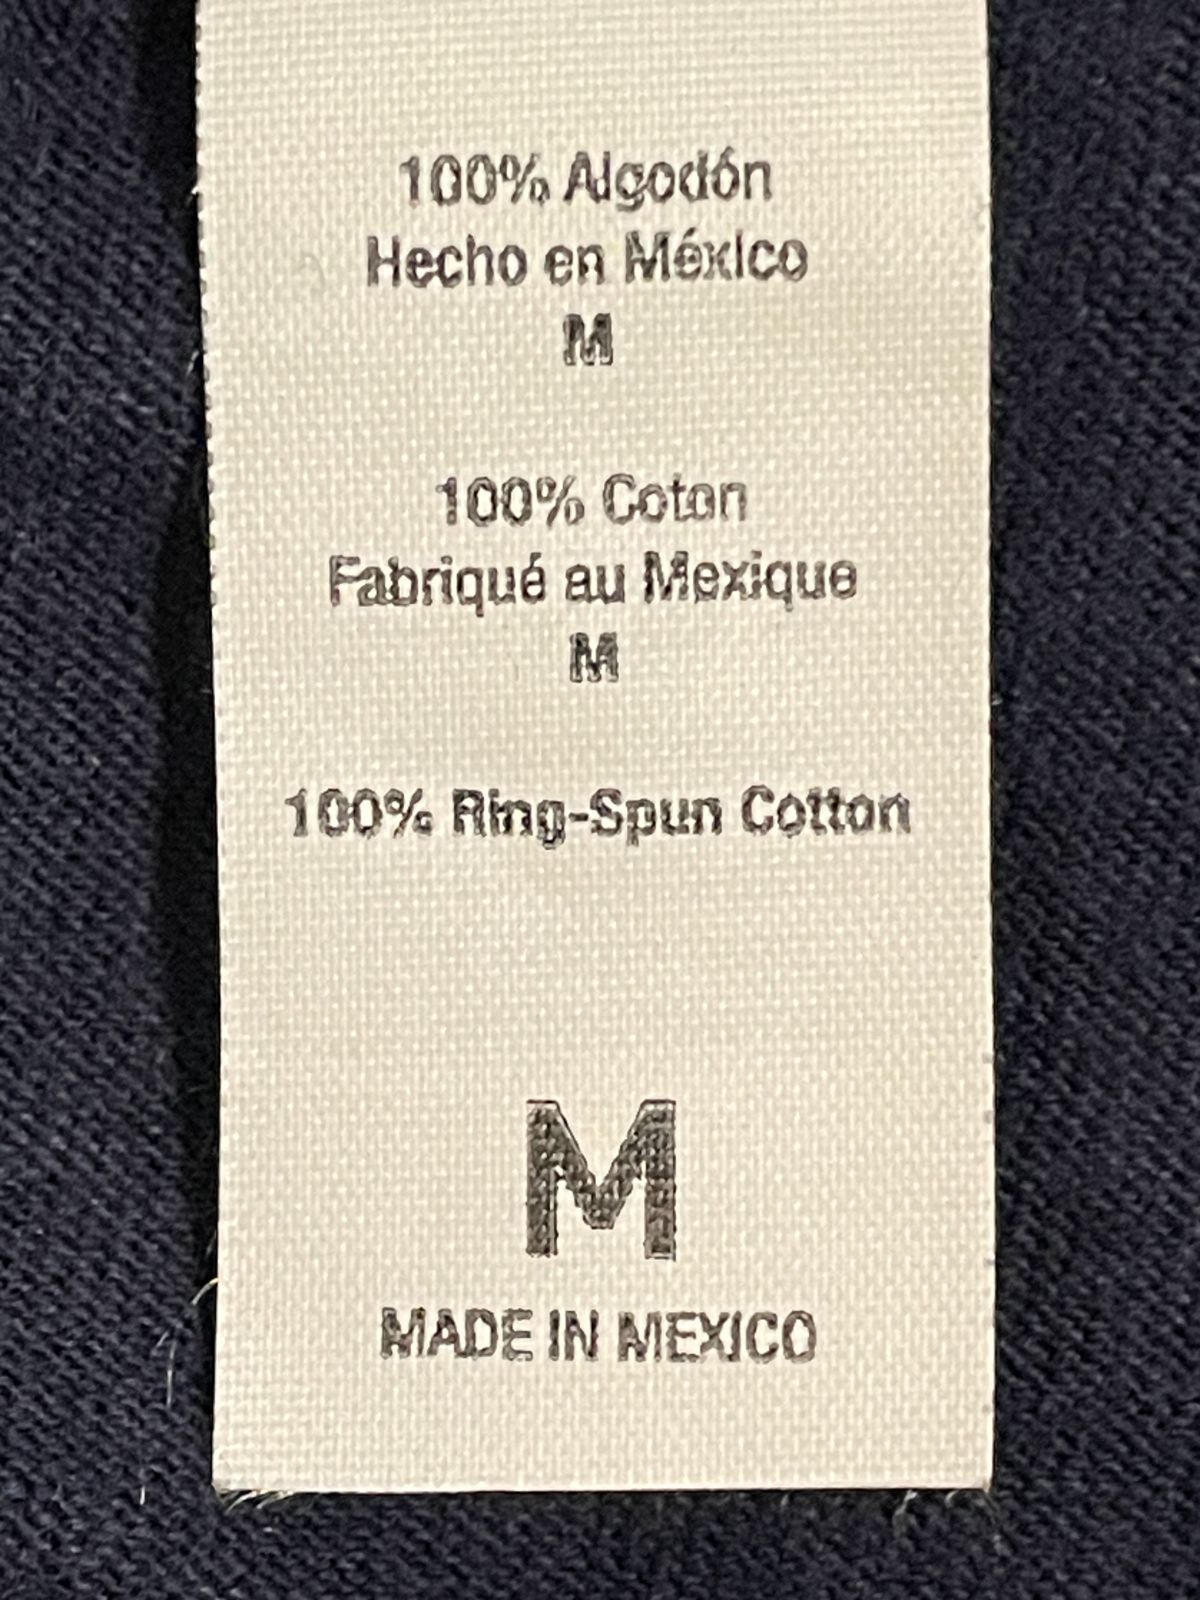 100% Algodón
Hecho en México
M
100% Coton
Fabriqué au Mexique
M
100% Ring-Spun Cotton
M
MADE IN MEXICO